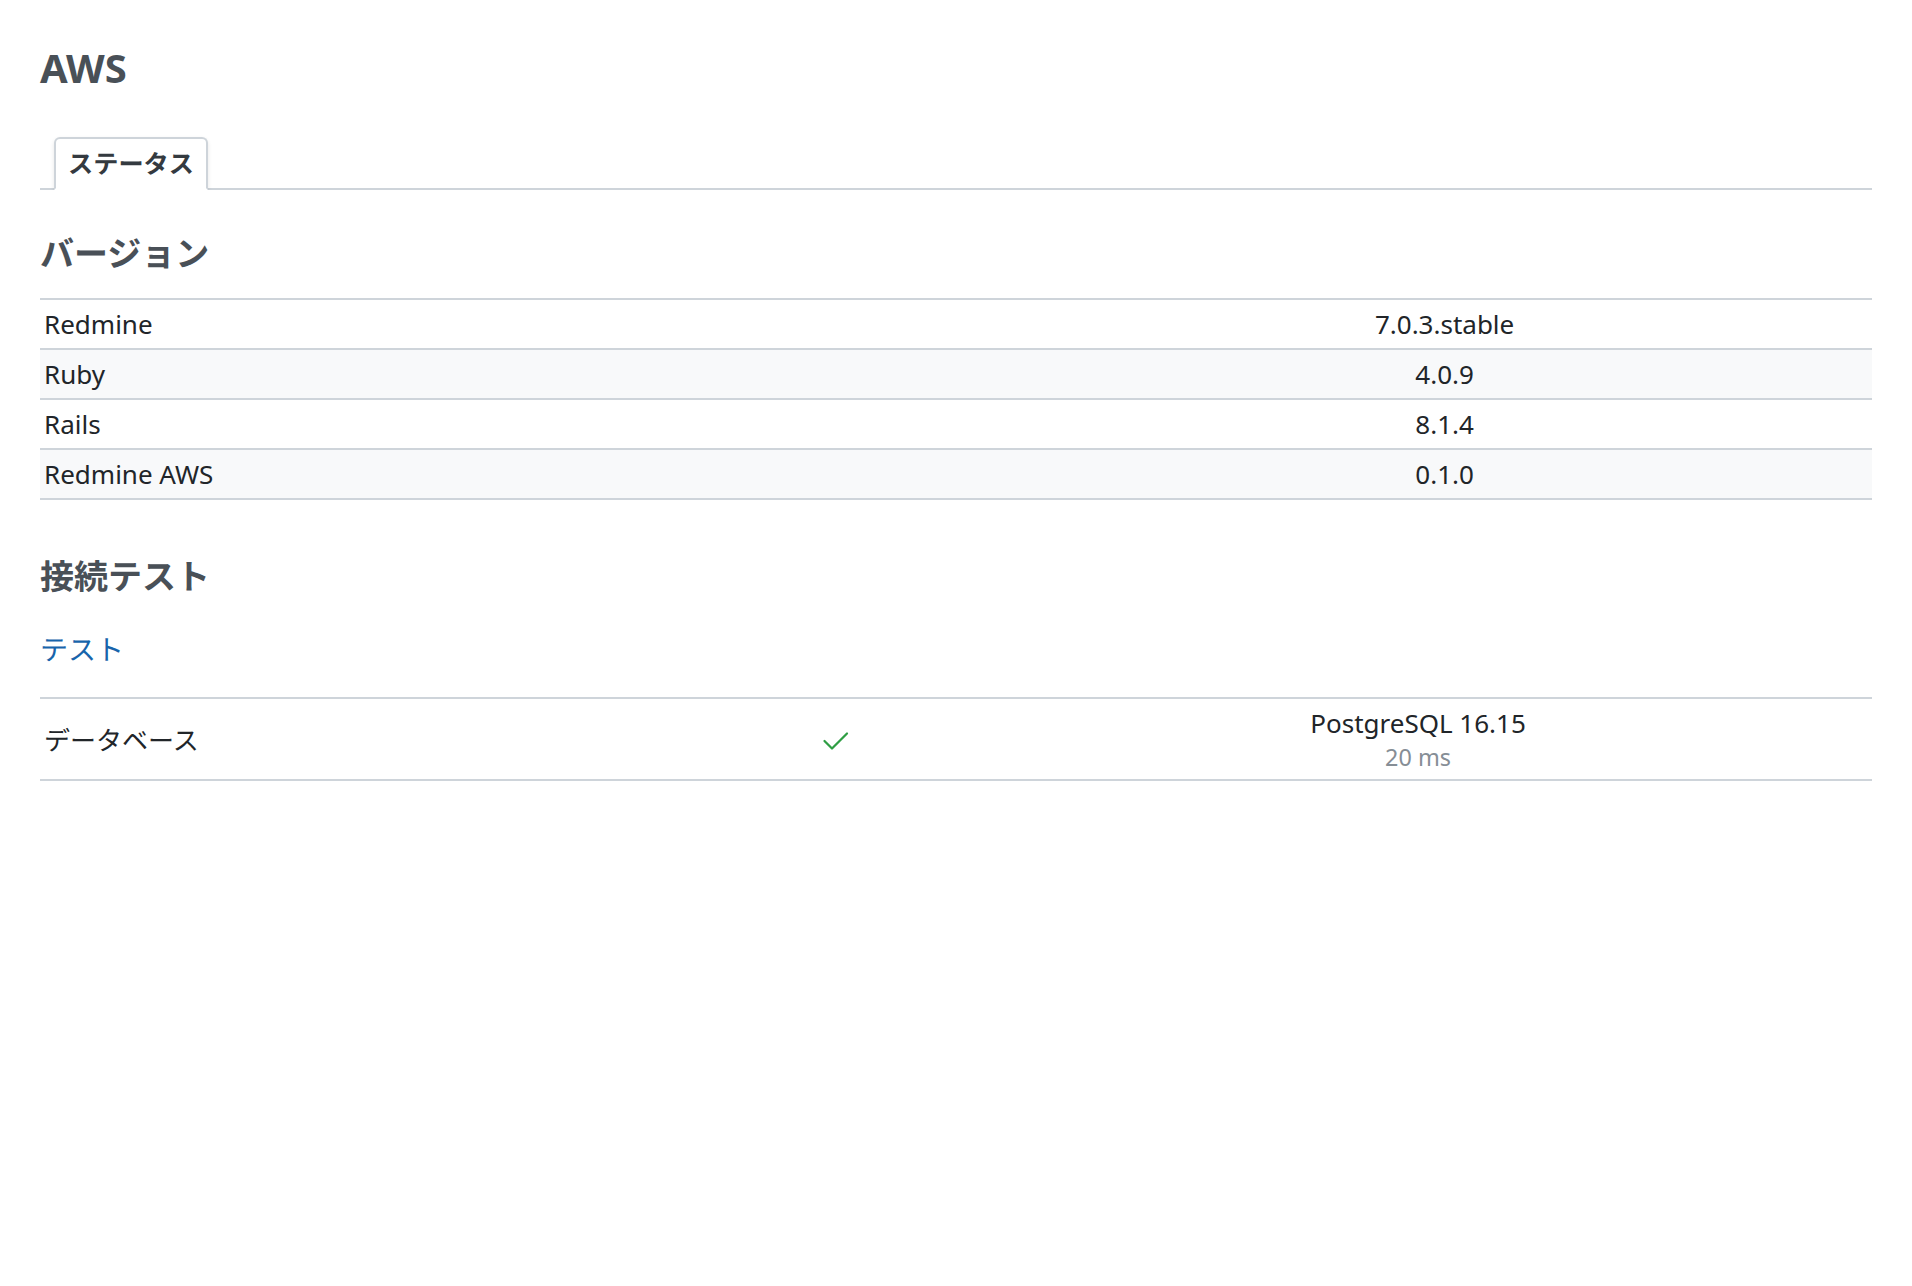 AWS
ステータス
バージョン
Redmine 7.0.3.stable
Ruby 4.0.9
Rails 8.1.4
Redmine AWS 0.1.0
接続テスト
テスト
データベース PostgreSQL 16.15
20 ms